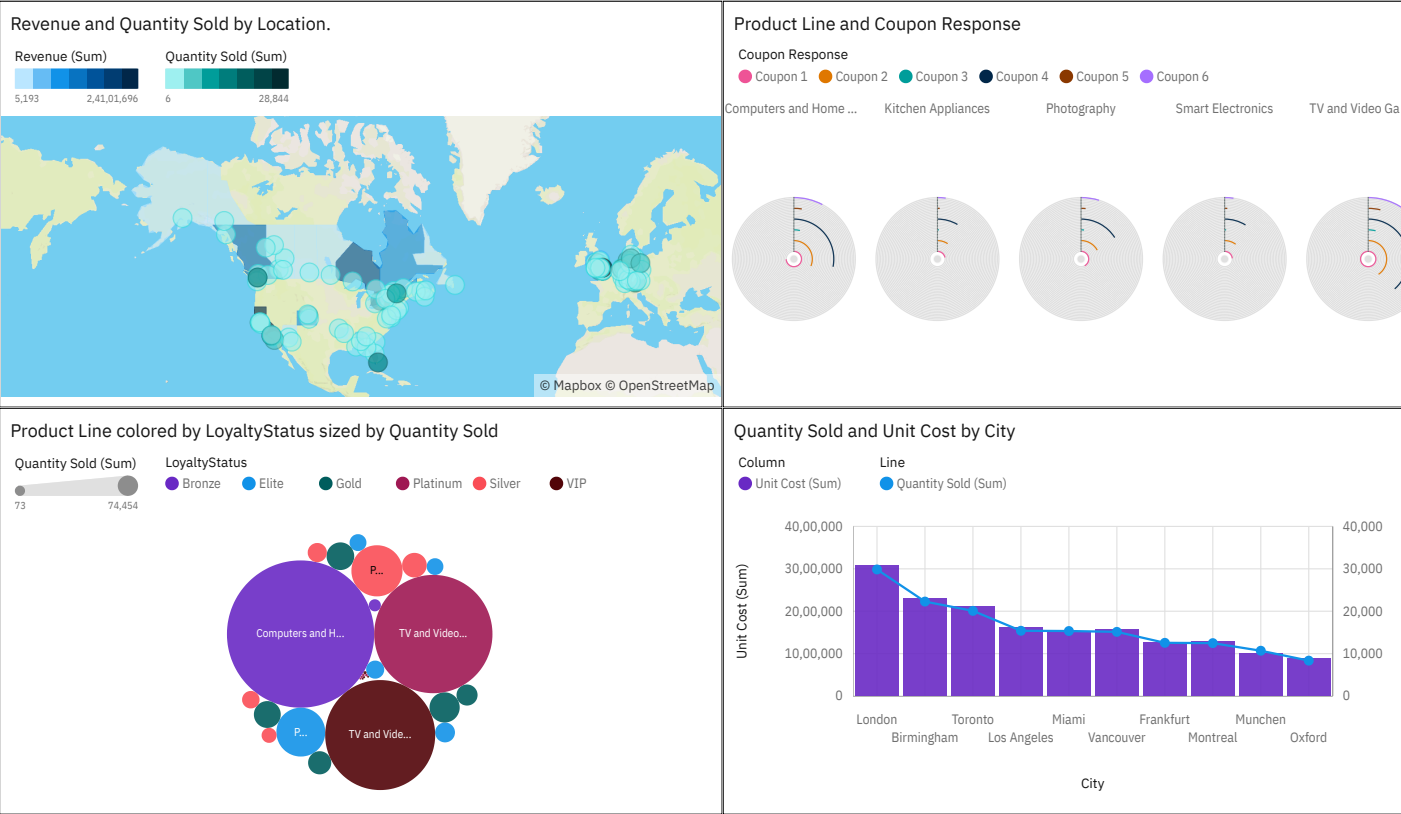 Revenue and Quantity Sold by Location.
Revenue (Sum) Quantity Sold (Sum)
5,193 2,41,01,696 6 28,844
© Mapbox © OpenStreetMap
Product Line and Coupon Response
Coupon Response
Coupon 1 Coupon 2 Coupon 3 Coupon 4 Coupon 5 Coupon 6
Computers and Home ... Kitchen Appliances Photography Smart Electronics TV and Video Ga
Product Line colored by LoyaltyStatus sized by Quantity Sold
Quantity Sold (Sum) LoyaltyStatus
Bronze Elite Gold Platinum Silver VIP
73 74,454
P...
Computers and H... TV and Video...
P... TV and Vide...
Quantity Sold and Unit Cost by City
Column Line
Unit Cost (Sum) Quantity Sold (Sum)
40,00,000 40,000
30,00,000 30,000
20,00,000 20,000
10,00,000 10,000
0 0
Unit Cost (Sum)
London Toronto Miami Frankfurt Munchen
Birmingham Los Angeles Vancouver Montreal Oxford
City